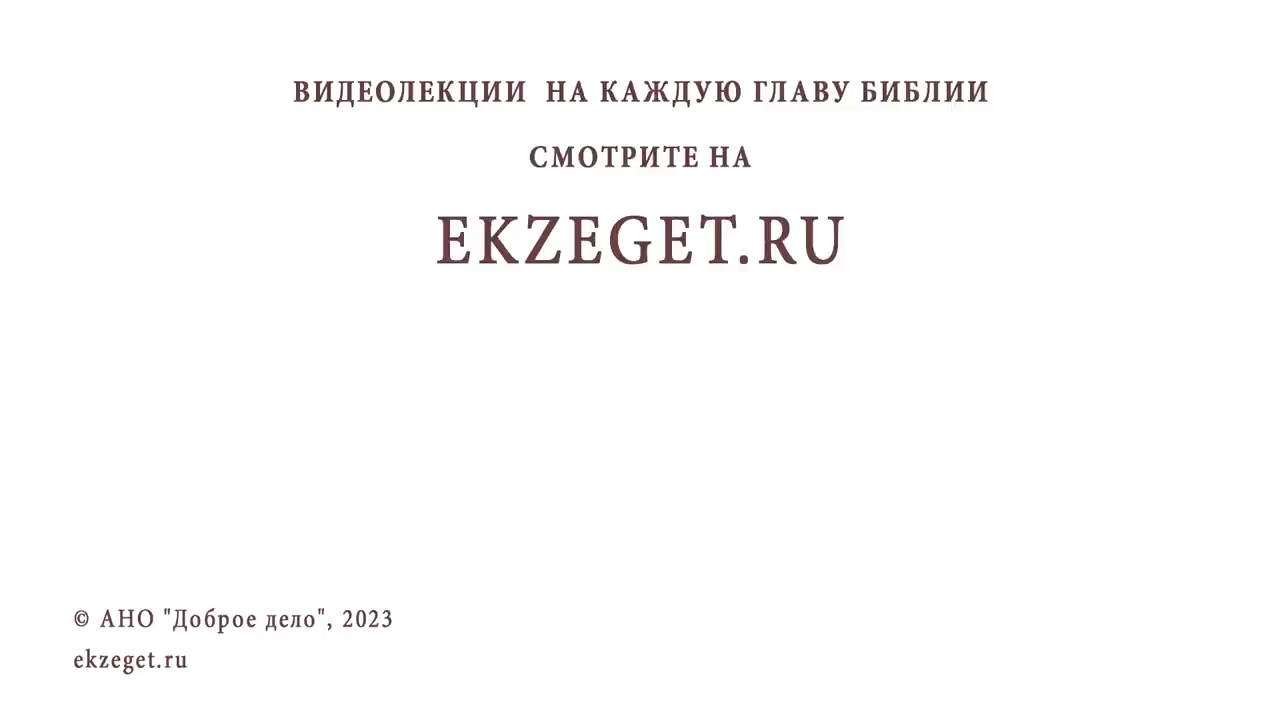 ВИДЕОЛЕКЦИИ НА КАЖДУЮ ГЛАВУ БИБЛИИ
СМОТРИТЕ НА
EKZEGET.RU
© АНО "Доброе дело", 2023
ekzeget.ru